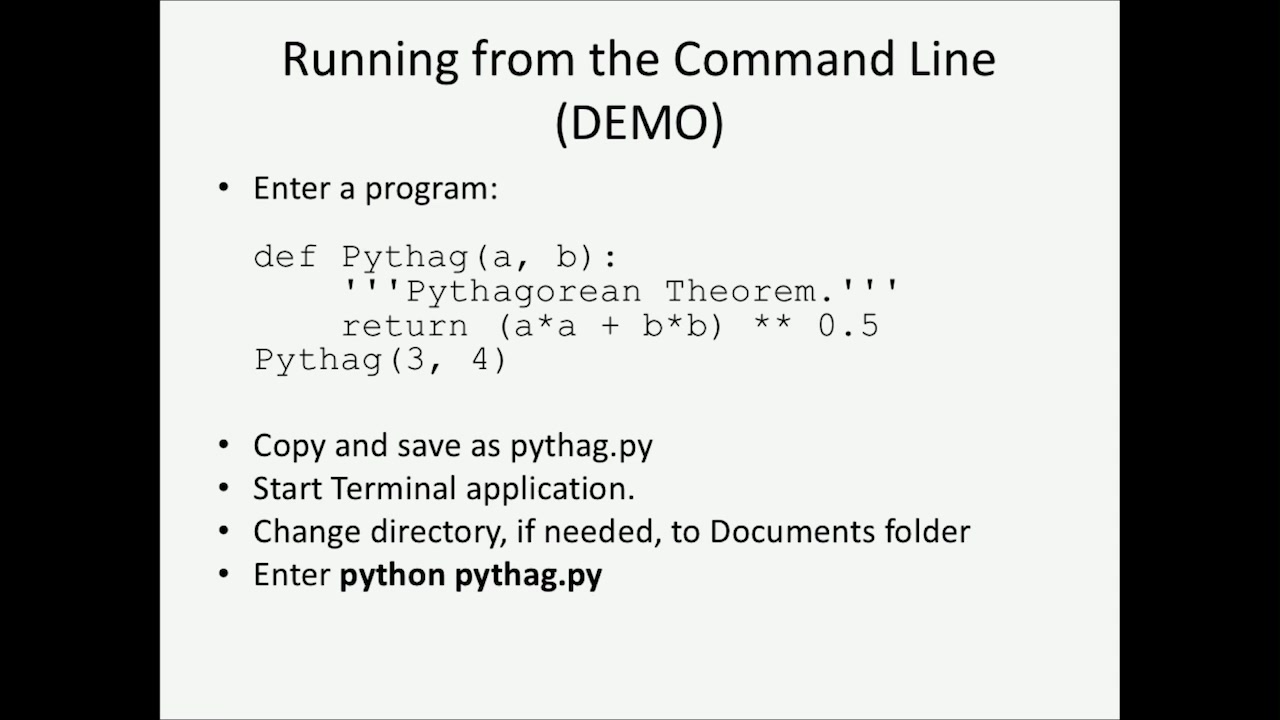 Running from the Command Line
(DEMO)
• Enter a program:
def Pythag(a, b):
    '''Pythagorean Theorem.'''
    return (a*a + b*b) ** 0.5
Pythag(3, 4)
• Copy and save as pythag.py
• Start Terminal application.
• Change directory, if needed, to Documents folder
• Enter python pythag.py